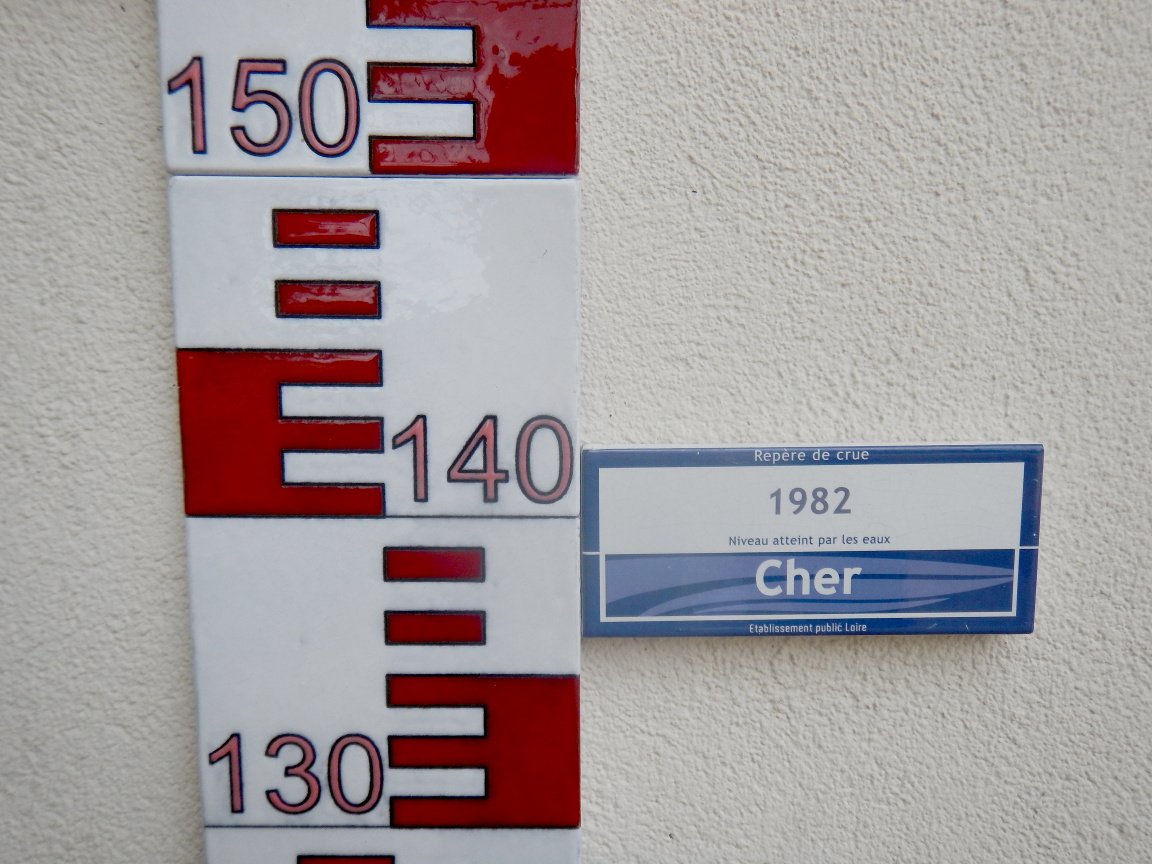 150
140
130
Repère de crue
1982
Niveau atteint par les eaux
Cher
Etablissement public Loire